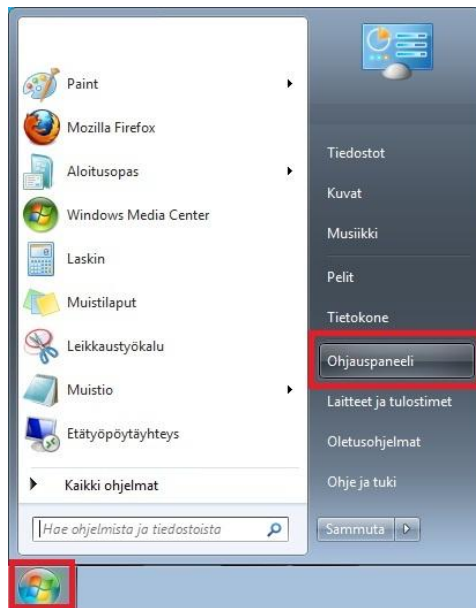 Paint
Mozilla Firefox
Aloitusopas
Windows Media Center
Laskin
Muistilaput
Leikkaustyökalu
Muistio
Etätyöpöytäyhteys
Kaikki ohjelmat
Hae ohjelmista ja tiedostoista
Tiedostot
Kuvat
Musiikki
Pelit
Tietokone
Ohjauspaneeli
Laitteet ja tulostimet
Oletusohjelmat
Ohje ja tuki
Sammuta